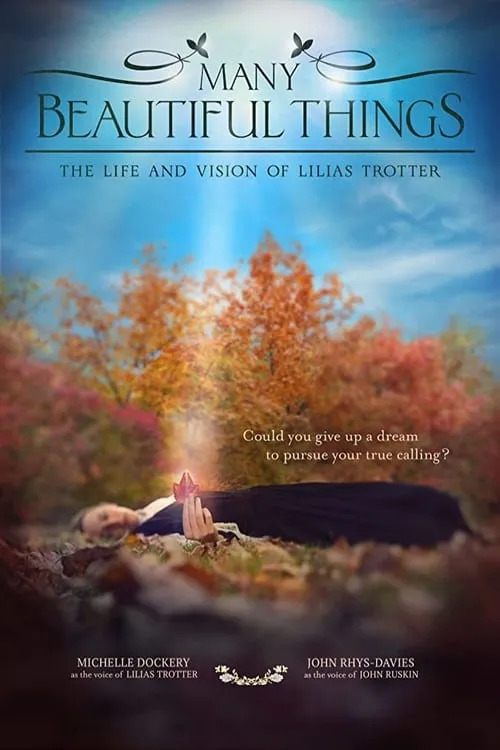 MANY
BEAUTIFUL THINGS
THE LIFE AND VISION OF LILIAS TROTTER
Could you give up a dream
to pursue your true calling?
MICHELLE DOCKERY
as the voice of LILIAS TROTTER
JOHN RHYS-DAVIES
as the voice of JOHN RUSKIN